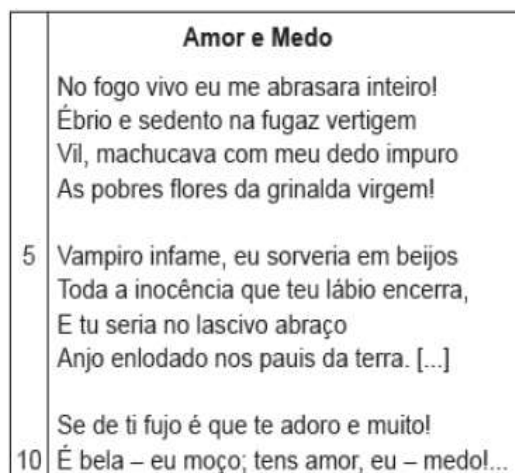 Amor e Medo
No fogo vivo eu me abrasara inteiro!
Ébrio e sedento na fugaz vertigem
Vil, machucava com meu dedo impuro
As pobres flores da grinalda virgem!
5 Vampiro infame, eu sorveria em beijos
Toda a inocência que teu lábio encerra,
E tu seria no lascivo abraço
Anjo enlodado nos pauis da terra. [...]
Se de ti fujo é que te adoro e muito!
10 É bela – eu moço; tens amor, eu – medo!...